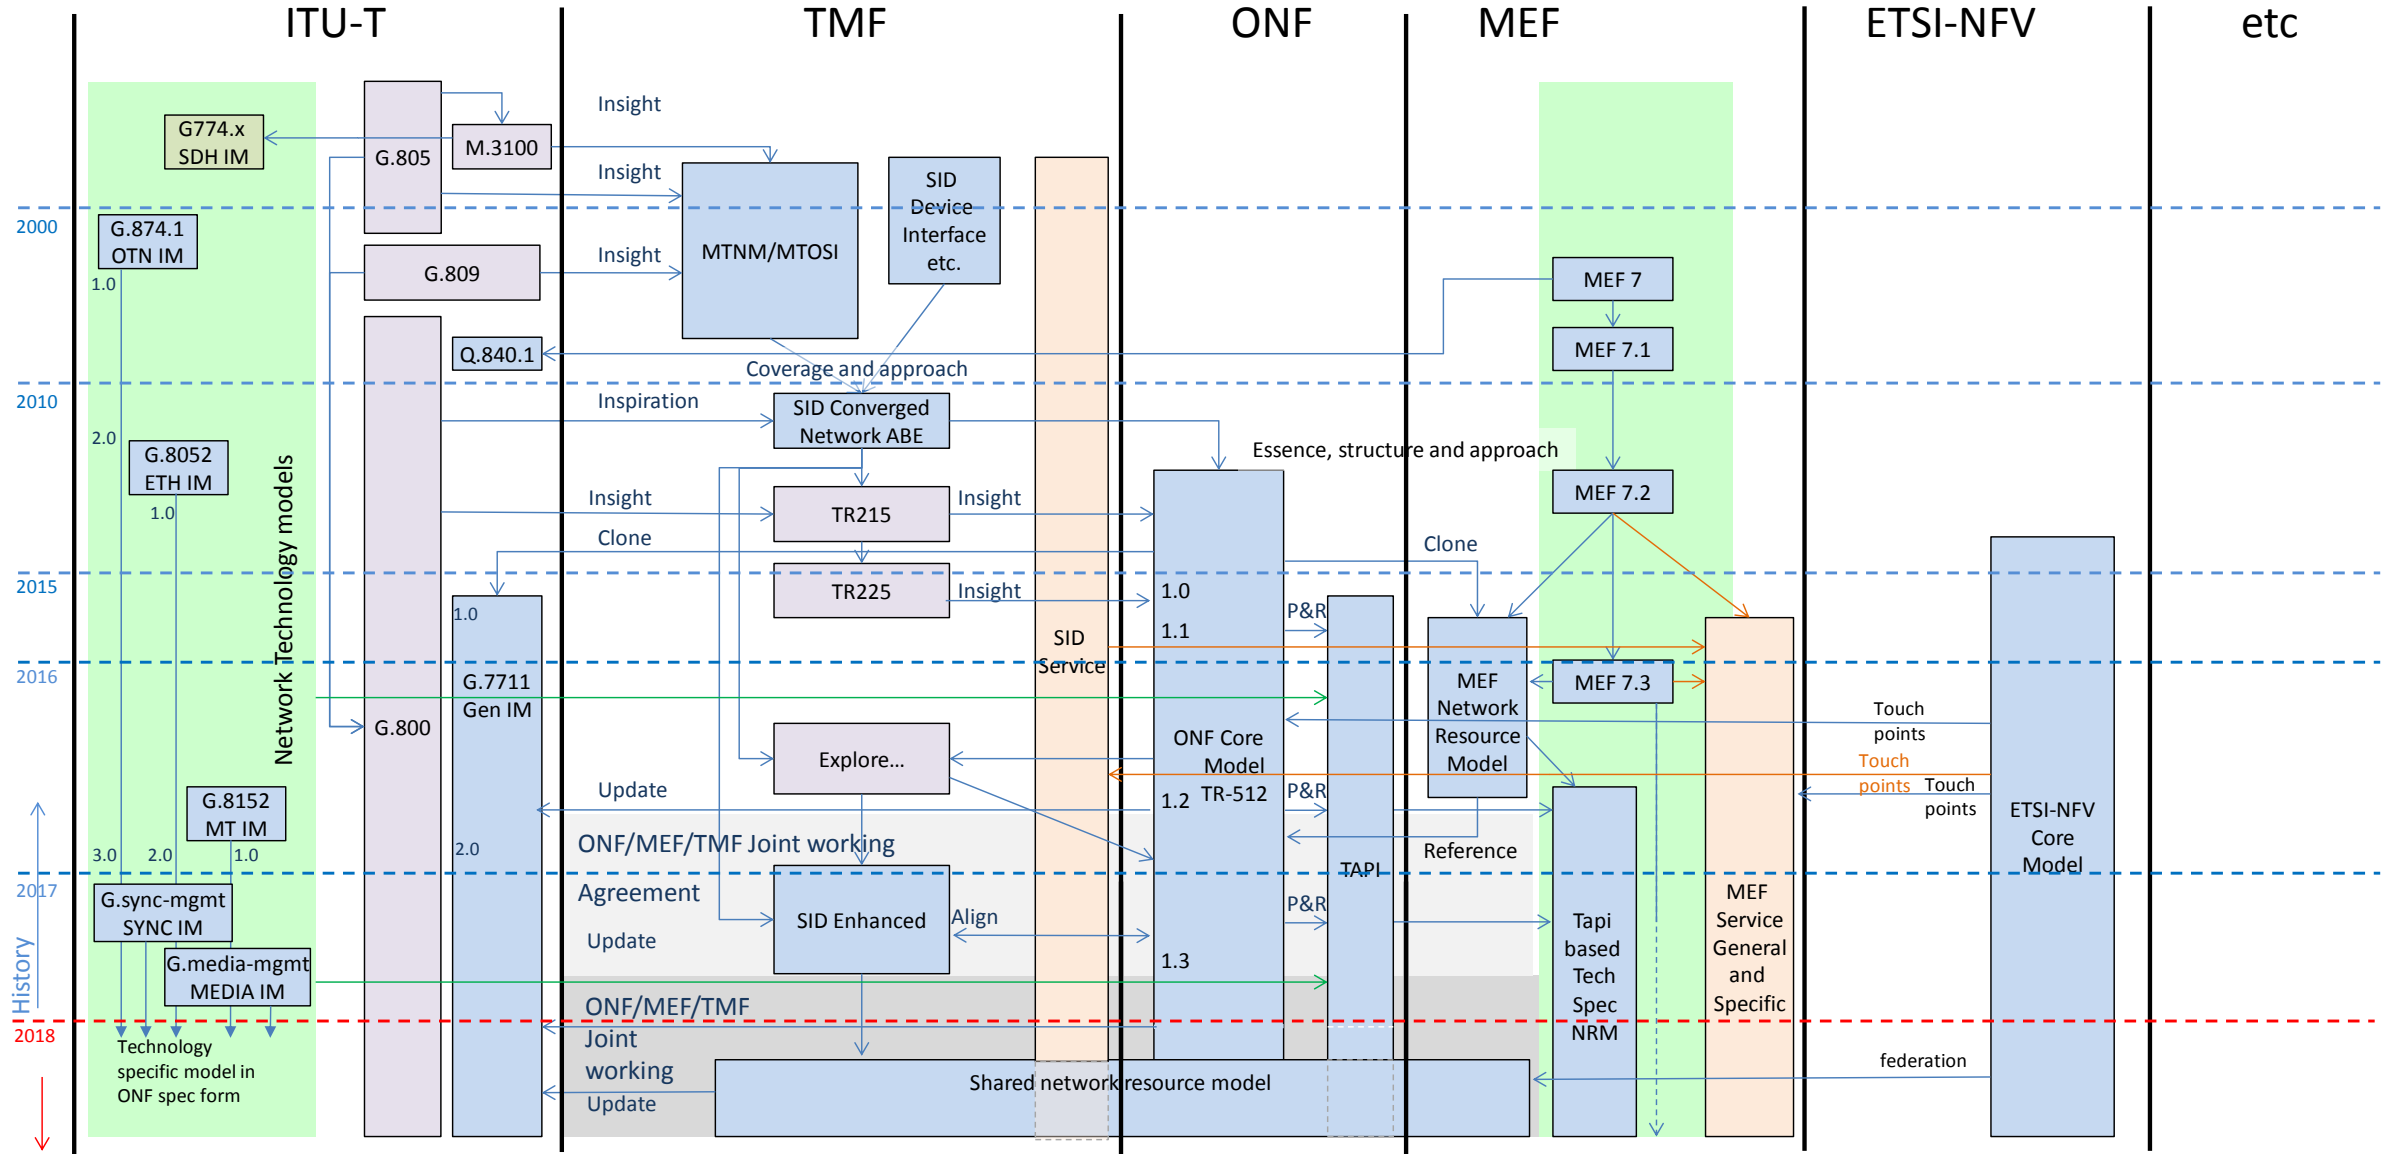 ITU-T
TMF
ONF
MEF
ETSI-NFV
etc
2000
2010
2015
2016
2017
History
2018
G774.x
SDH IM
G.874.1
OTN IM
1.0
2.0
G.8052
ETH IM
1.0
Network Technology models
G.8152
MT IM
3.0
2.0
1.0
G.sync-mgmt
SYNC IM
G.media-mgmt
MEDIA IM
Technology
specific model in
ONF spec form
G.805
M.3100
G.809
Q.840.1
G.800
1.0
G.7711
Gen IM
2.0
Insight
Insight
Insight
MTNM/MTOSI
SID
Device
Interface
etc.
Coverage and approach
Inspiration
SID Converged
Network ABE
Insight
TR215
Insight
Clone
TR225
Insight
SID
Service
Explore...
Update
ONF/MEF/TMF Joint working
Agreement
SID Enhanced
Align
Update
ONF/MEF/TMF
Joint
working
Update
Shared network resource model
Essence, structure and approach
1.0
1.1
P&R
ONF Core
Model
TR-512
1.2
P&R
TAPI
P&R
1.3
MEF 7
MEF 7.1
MEF 7.2
Clone
MEF
Network
Resource
Model
MEF 7.3
Reference
Tapi
based
Tech
Spec
NRM
MEF
Service
General
and
Specific
Touch
points
Touch
points
Touch
points
ETSI-NFV
Core
Model
federation